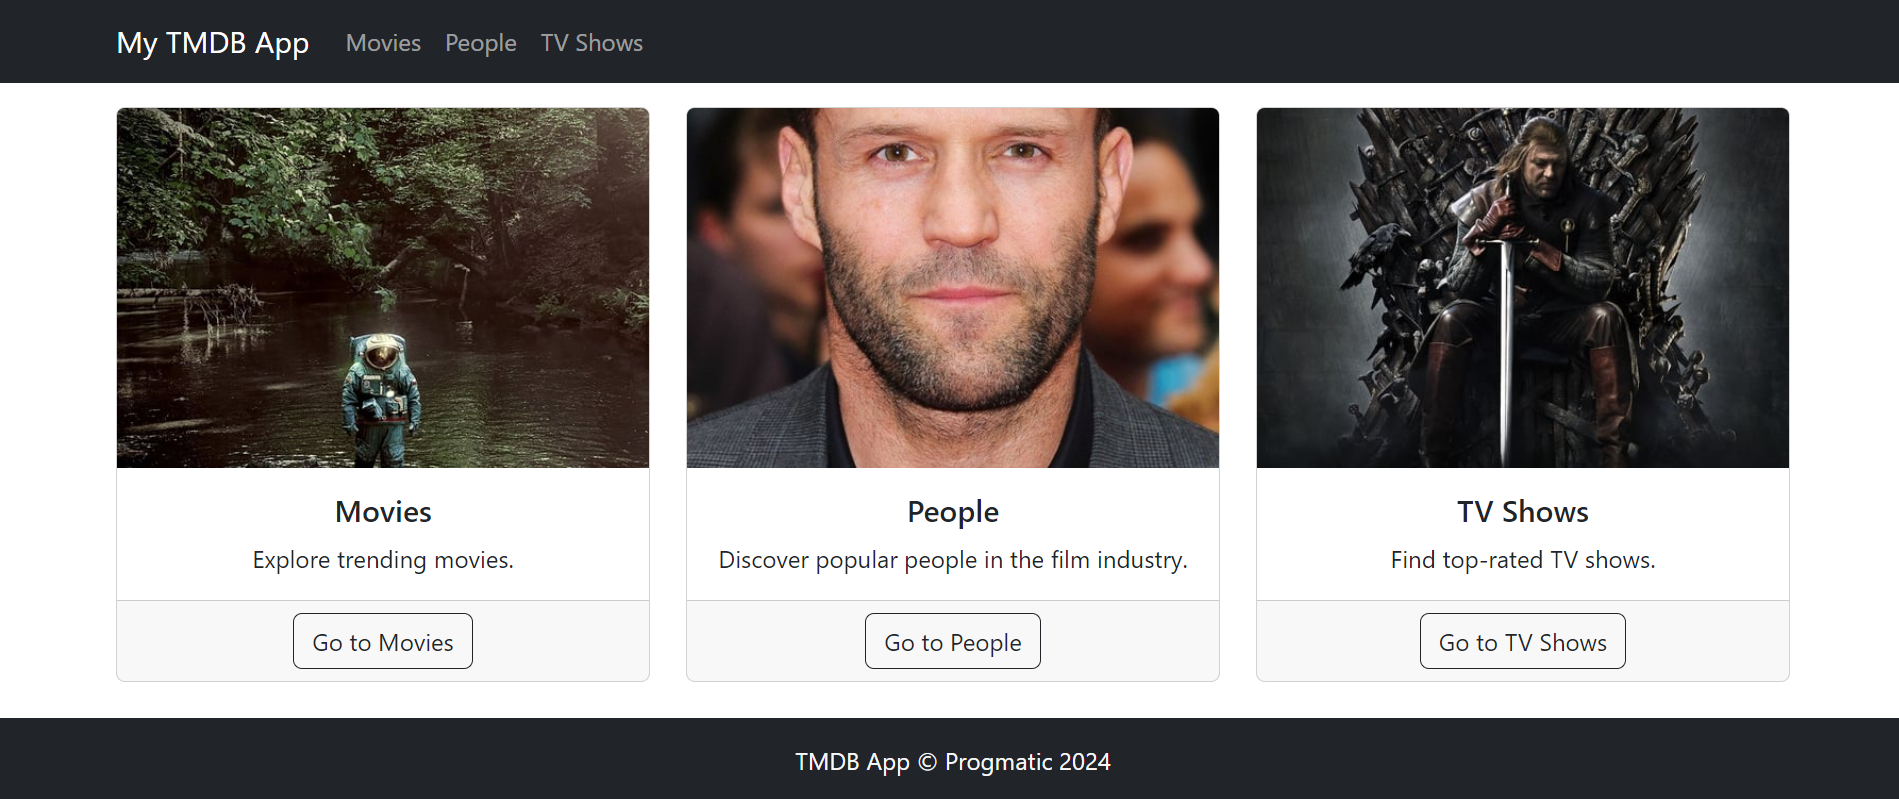 My TMDB App Movies People TV Shows
Movies
Explore trending movies.
Go to Movies
People
Discover popular people in the film industry.
Go to People
TV Shows
Find top-rated TV shows.
Go to TV Shows
TMDB App © Progmatic 2024